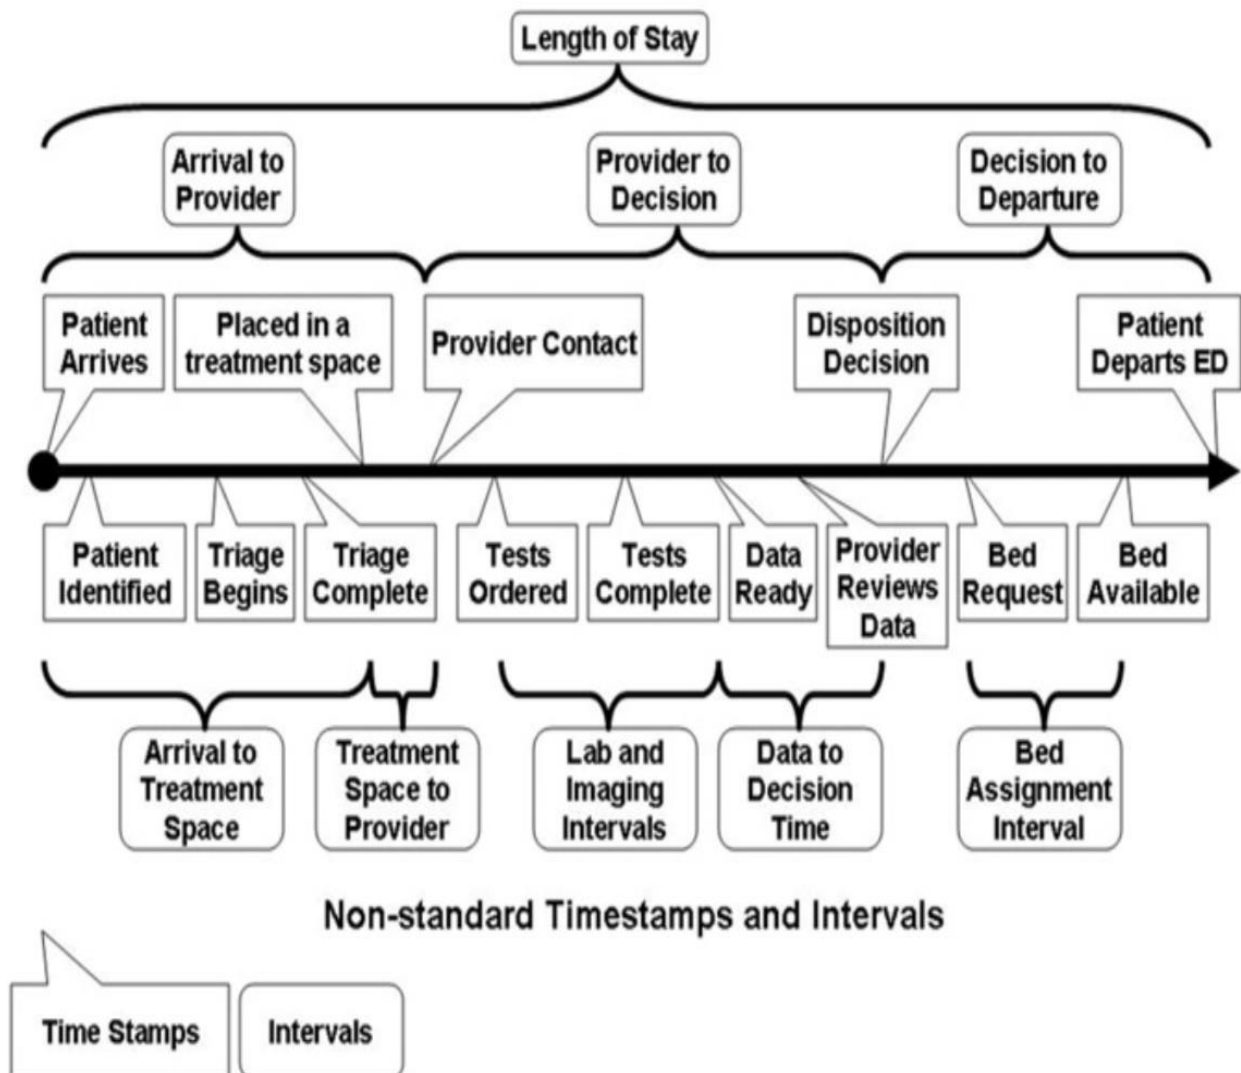 Length of Stay
Arrival to
Provider
Provider to
Decision
Decision to
Departure
Patient
Arrives
Placed in a
treatment space
Provider Contact
Disposition
Decision
Patient
Departs ED
Patient
Identified
Triage
Begins
Triage
Complete
Tests
Ordered
Tests
Complete
Data
Ready
Provider
Reviews
Data
Bed
Request
Bed
Available
Arrival to
Treatment
Space
Treatment
Space to
Provider
Lab and
Imaging
Intervals
Data to
Decision
Time
Bed
Assignment
Interval
Non-standard Timestamps and Intervals
Time Stamps
Intervals